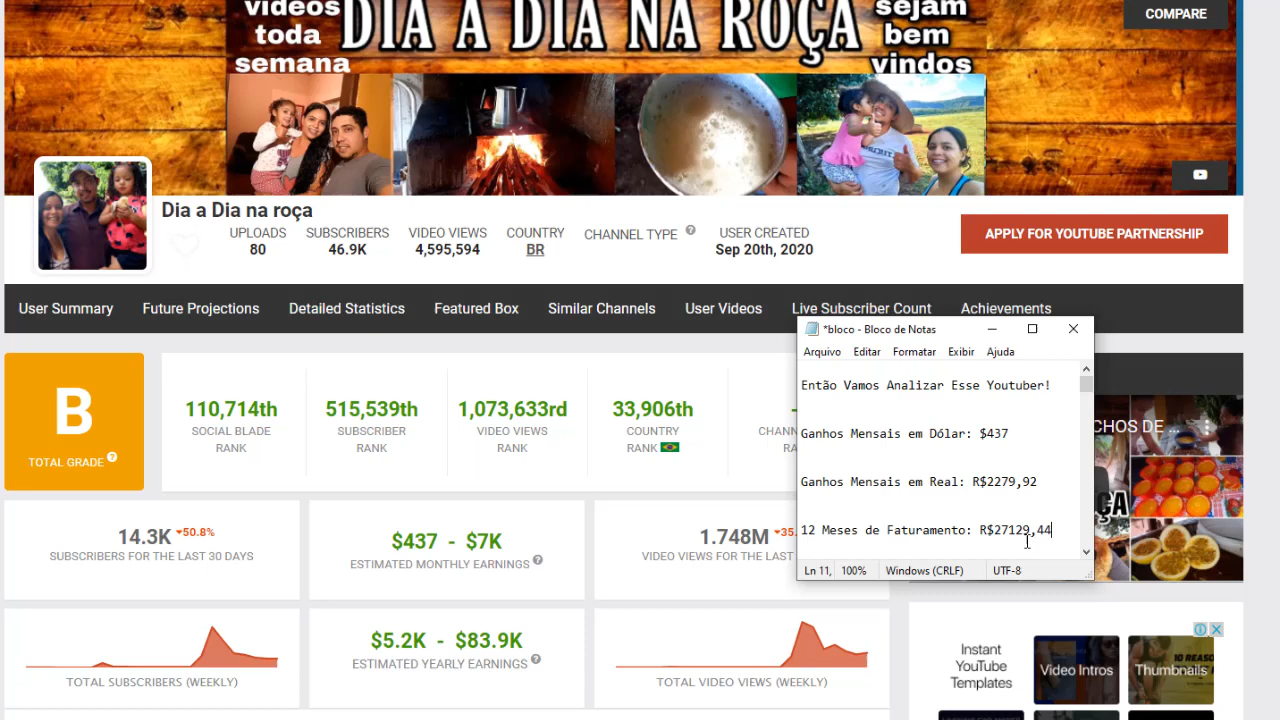 vídeos
toda
semana
DIA A DIA NA ROÇA
sejam
bem
vindos
COMPARE
Dia a Dia na roça
UPLOADS
80
SUBSCRIBERS
46.9K
VIDEO VIEWS
4,595,594
COUNTRY
BR
CHANNEL TYPE ?
USER CREATED
Sep 20th, 2020
APPLY FOR YOUTUBE PARTNERSHIP
User Summary
Future Projections
Detailed Statistics
Featured Box
Similar Channels
User Videos
Live Subscriber Count
Achievements
B
TOTAL GRADE ?
110,714th
SOCIAL BLADE
RANK
515,539th
SUBSCRIBER
RANK
1,073,633rd
VIDEO VIEWS
RANK
33,906th
COUNTRY
RANK
CHANN
RANK
*bloco - Bloco de Notas
Arquivo Editar Formatar Exibir Ajuda
Então Vamos Analizar Esse Youtuber!
Ganhos Mensais em Dólar: $437
Ganhos Mensais em Real: R$2279,92
12 Meses de Faturamento: R$27129,44
Ln 11, 100% Windows (CRLF) UTF-8
CHOS DE ...
14.3K 50.8%
SUBSCRIBERS FOR THE LAST 30 DAYS
$437 - $7K
ESTIMATED MONTHLY EARNINGS ?
1.748M 35.
VIDEO VIEWS FOR THE LAST
TOTAL SUBSCRIBERS (WEEKLY)
$5.2K - $83.9K
ESTIMATED YEARLY EARNINGS ?
TOTAL VIDEO VIEWS (WEEKLY)
Instant
YouTube
Templates
Video Intros
10 REASO
Thumbnails